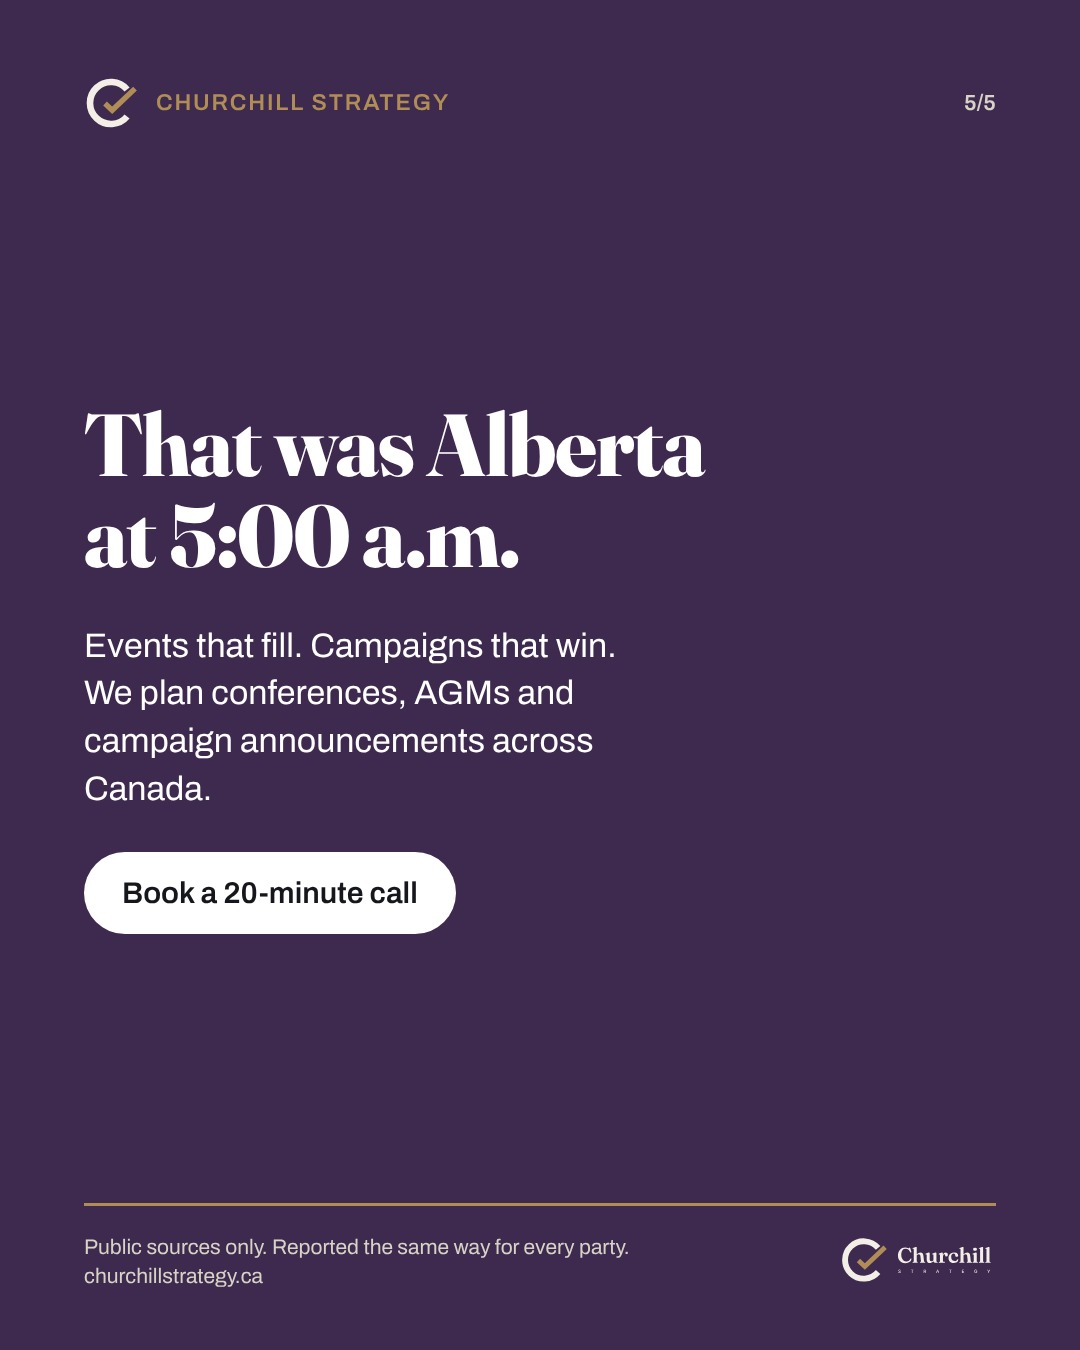 CHURCHILL STRATEGY
5/5
That was Alberta
at 5:00 a.m.
Events that fill. Campaigns that win.
We plan conferences, AGMs and
campaign announcements across
Canada.
Book a 20-minute call
Public sources only. Reported the same way for every party.
churchillstrategy.ca
Churchill
STRATEGY